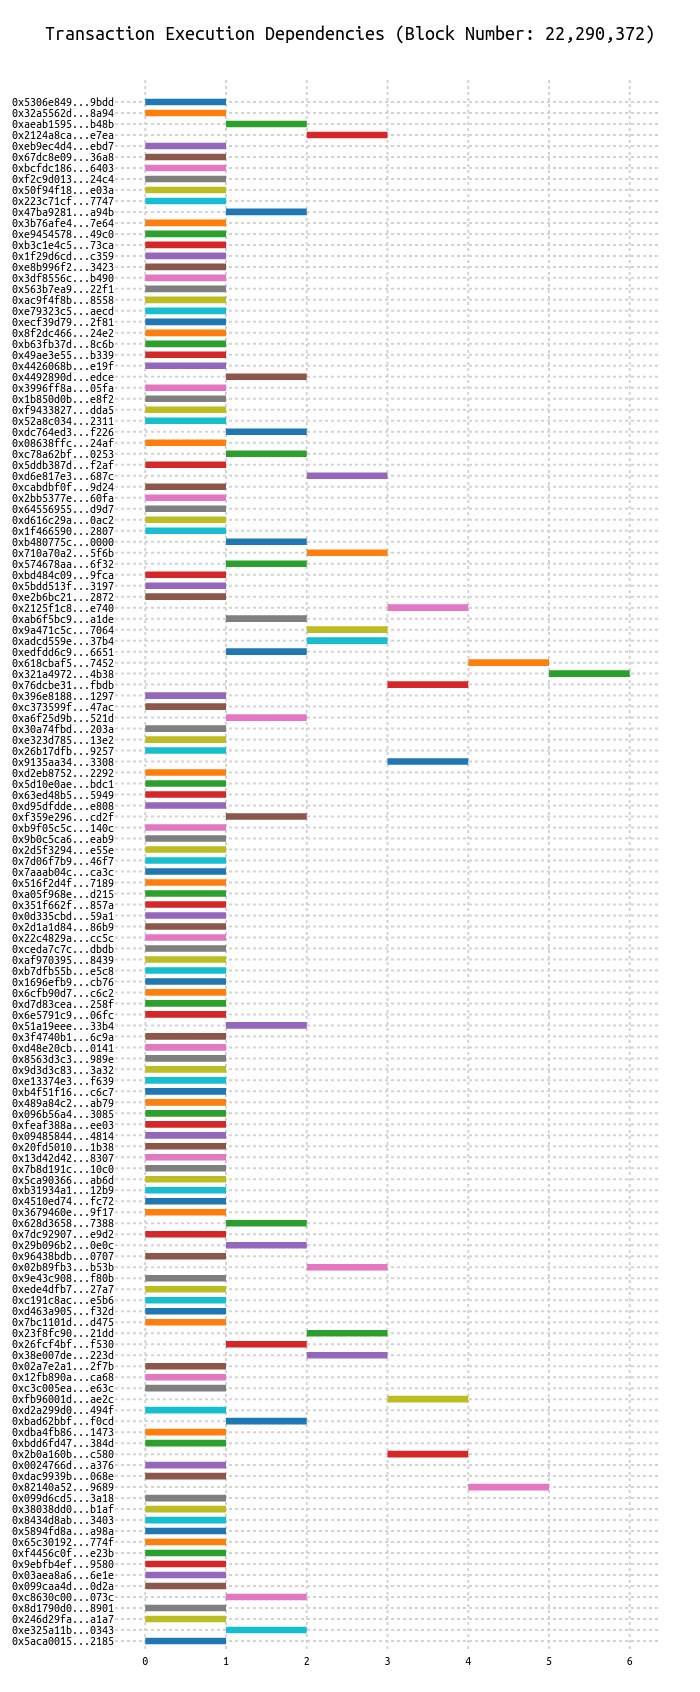 Transaction Execution Dependencies (Block Number: 22,290,372)
0x5306e849...9bdd
0x32a5562d...8a94
0xaeab1595...b48b
0x2124a8ca...e7ea
0xeb9ec4d4...ebd7
0x67dc8e09...36a8
0xbcfdc186...6403
0xf2c9d013...24c4
0x50f94f18...e03a
0x223c71cf...7747
0x47ba9281...a94b
0x3b76afe4...7e64
0xe9454578...49c0
0xb3c1e4c5...73ca
0x1f29d6cd...c359
0xe8b996f2...3423
0x3df8556c...b490
0x563b7ea9...22f1
0xac9f4f8b...8558
0xe79323c5...aecd
0xecf39d79...2f81
0x8f2dc466...24e2
0xb63fb37d...8c6b
0x49ae3e55...b339
0x4426068b...e19f
0x4492890d...edce
0x3996ff8a...05fa
0x1b850d0b...e8f2
0xf9433827...dda5
0x52a8c034...2311
0xdc764ed3...f226
0x08638ffc...24af
0xc78a62bf...0253
0x5ddb387d...f2af
0xd6e817e3...687c
0xcabdbf0f...9d24
0x2bb5377e...60fa
0x64556955...d9d7
0xd616c29a...0ac2
0x1f466590...2807
0xb480775c...0000
0x710a70a2...5f6b
0x574678aa...6f32
0xbd484c09...9fca
0x5bdd513f...3197
0xe2b6bc21...2872
0x2125f1c8...e740
0xab6f5bc9...a1de
0x9a471c5c...7064
0xadcd559e...37b4
0xedfdd6c9...6651
0x618cbaf5...7452
0x321a4972...4b38
0x76dcbe31...fbdb
0x396e8188...1297
0xc373599f...47ac
0xa6f25d9b...521d
0x30a74fbd...203a
0xe323d785...13e2
0x26b17dfb...9257
0x9135aa34...3308
0xd2eb8752...2292
0x5d10e0ae...bdc1
0x63ed48b5...5949
0xd95dfdde...e808
0xf359e296...cd2f
0xb9f05c5c...140c
0x9b0c5ca6...eab9
0x2d5f3294...e55e
0x7d06f7b9...46f7
0x7aaab04c...ca3c
0x516f2d4f...7189
0xa05f968e...d215
0x351f662f...857a
0x0d335cbd...59a1
0x2d1a1d84...86b9
0x22c4829a...cc5c
0xceda7c7c...dbdb
0xaf970395...8439
0xb7dfb55b...e5c8
0x1696efb9...cb76
0x6cfb90d7...c6c2
0xd7d83cea...258f
0x6e5791c9...06fc
0x51a19eee...33b4
0x3f4740b1...6c9a
0xd48e20cb...0141
0x8563d3c3...989e
0x9d3d3c83...3a32
0xe13374e3...f639
0xb4f51f16...c6c7
0x489a84c2...ab79
0x096b56a4...3085
0xfeaf388a...ee03
0x09485844...4814
0x20fd5010...1b38
0x13d42d42...8307
0x7b8d191c...10c0
0x5ca90366...ab6d
0xb31934a1...12b9
0x4510ed74...fc72
0x3679460e...9f17
0x628d3658...7388
0x7dc92907...e9d2
0x29b096b2...0e0c
0x96438bdb...0707
0x02b89fb3...b53b
0x9e43c908...f80b
0xede4dfb7...27a7
0xc191c8ac...e5b6
0xd463a905...f32d
0x7bc1101d...d475
0x23f8fc90...21dd
0x26fcf4bf...f530
0x38e007de...223d
0x02a7e2a1...2f7b
0x12fb890a...ca68
0xc3c005ea...e63c
0xfb96001d...ae2c
0xd2a299d0...494f
0xbad62bbf...f0cd
0xdba4fb86...1473
0xbdd6fd47...384d
0x2b0a160b...c580
0x0024766d...a376
0xdac9939b...068e
0x82140a52...9689
0x099d6cd5...3a18
0x38038dd0...b1af
0x8434d8ab...3403
0x5894fd8a...a98a
0x65c30192...774f
0xf4456c0f...e23b
0x9ebfb4ef...9580
0x03aea8a6...6e1e
0x099caa4d...0d2a
0xc8630c00...073c
0x8d1790d0...8901
0x246d29fa...a1a7
0xe325a11b...0343
0x5aca0015...2185
0 1 2 3 4 5 6